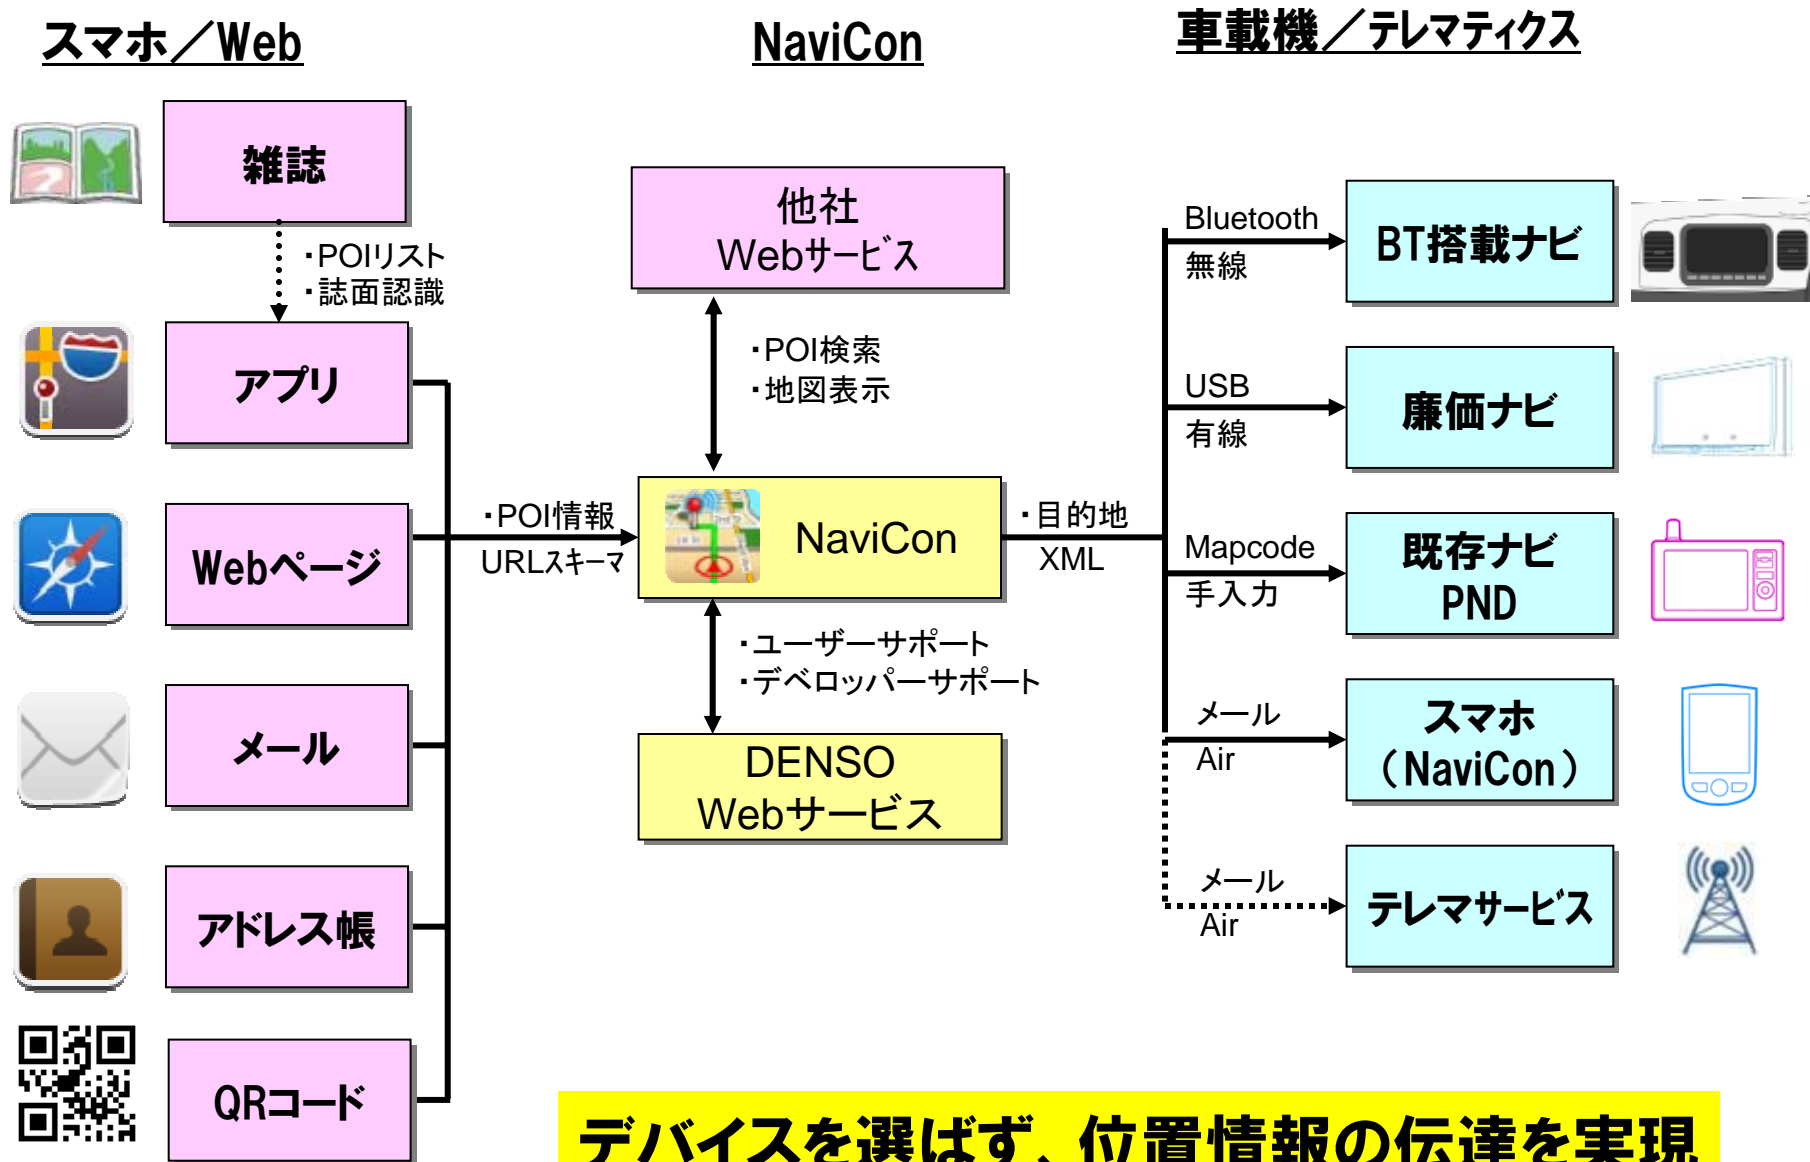 スマホ／Web
NaviCon
車載機／テレマティクス
雑誌
・POIリスト
・誌面認識
アプリ
Webページ
メール
アドレス帳
QRコード
・POI情報
URLスキーマ
他社
Webサービス
・POI検索
・地図表示
NaviCon
・ユーザーサポート
・デベロッパーサポート
DENSO
Webサービス
・目的地
XML
Bluetooth
無線
BT搭載ナビ
USB
有線
廉価ナビ
Mapcode
手入力
既存ナビ
PND
メール
Air
スマホ
（NaviCon）
メール
Air
テレマサービス
デバイスを選ばず、位置情報の伝達を実現